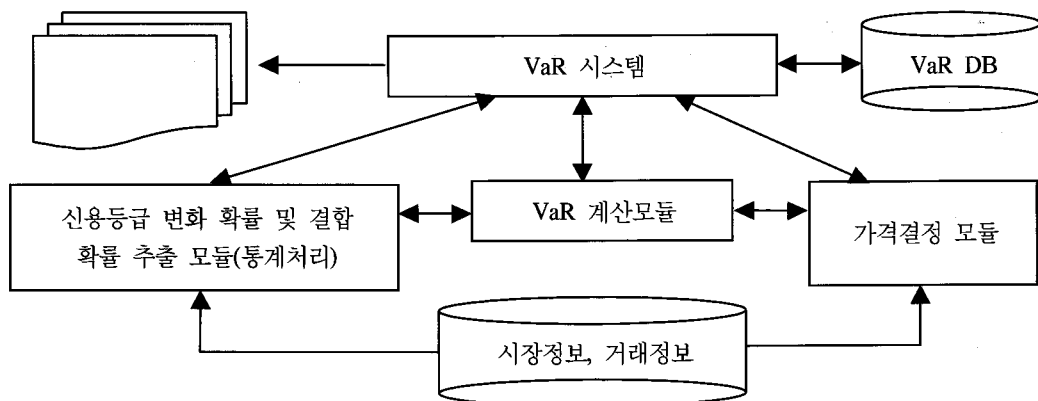 VaR 시스템
VaR DB
신용등급 변화 확률 및 결합
확률 추출 모듈(통계처리)
VaR 계산모듈
가격결정 모듈
시장정보, 거래정보